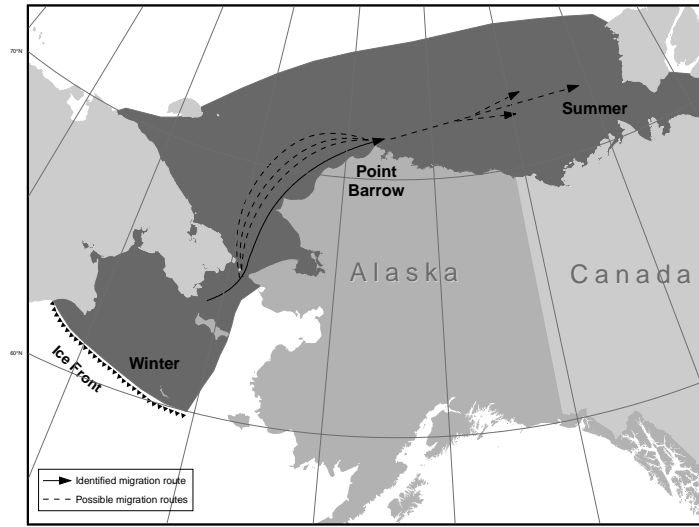 70°N
Summer
Point
Barrow
Alaska
Canada
Winter
60°N
Ice Front
Identified migration route
Possible migration routes